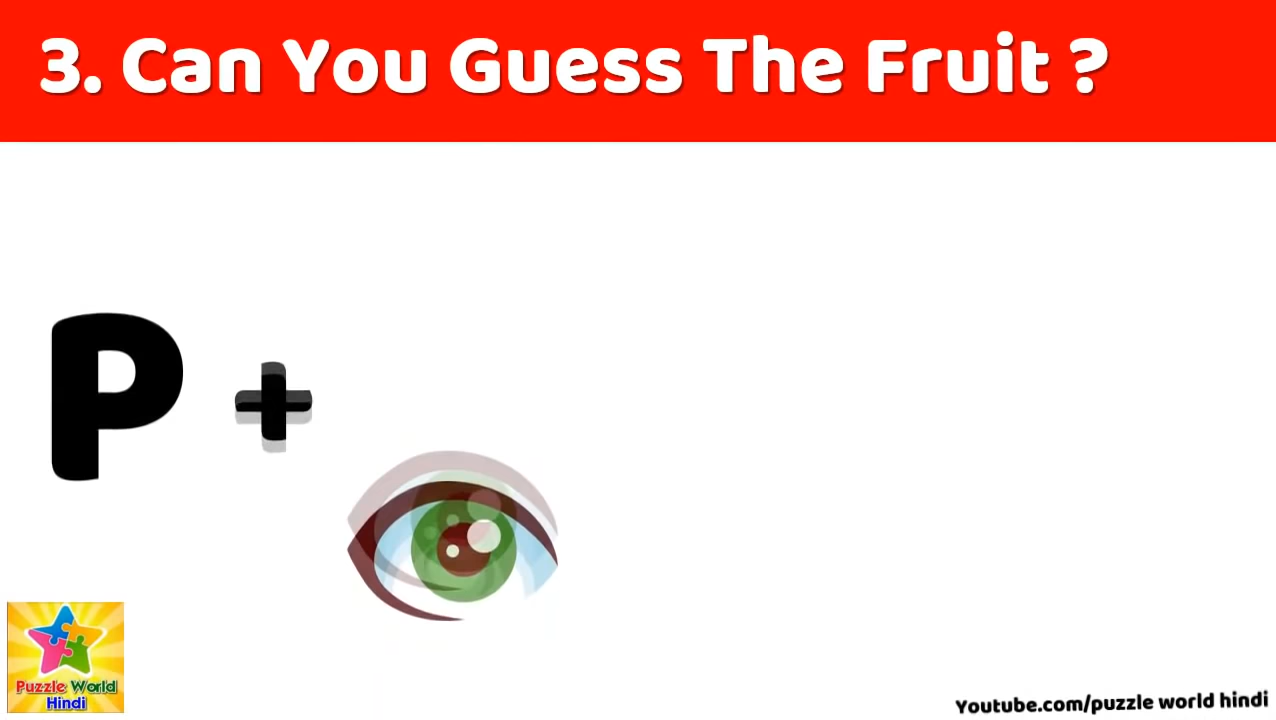 3. Can You Guess The Fruit ?
P +
Puzzle World
Hindi
Youtube.com/puzzle world hindi